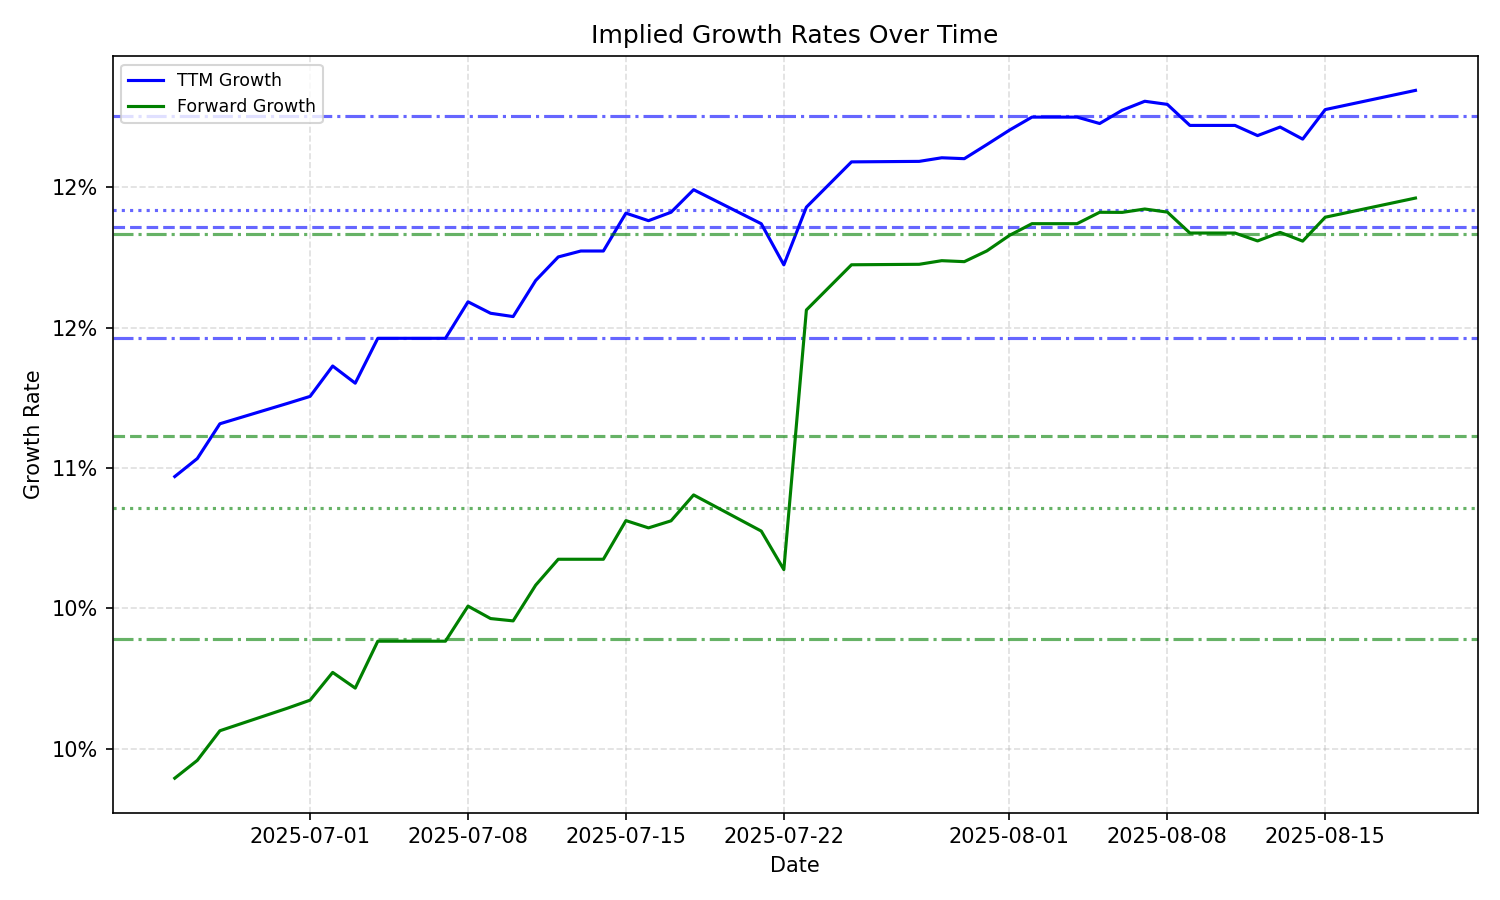 Implied Growth Rates Over Time
TTM Growth
Forward Growth
12%
12%
11%
10%
10%
Growth Rate
2025-07-01 2025-07-08 2025-07-15 2025-07-22 2025-08-01 2025-08-08 2025-08-15
Date